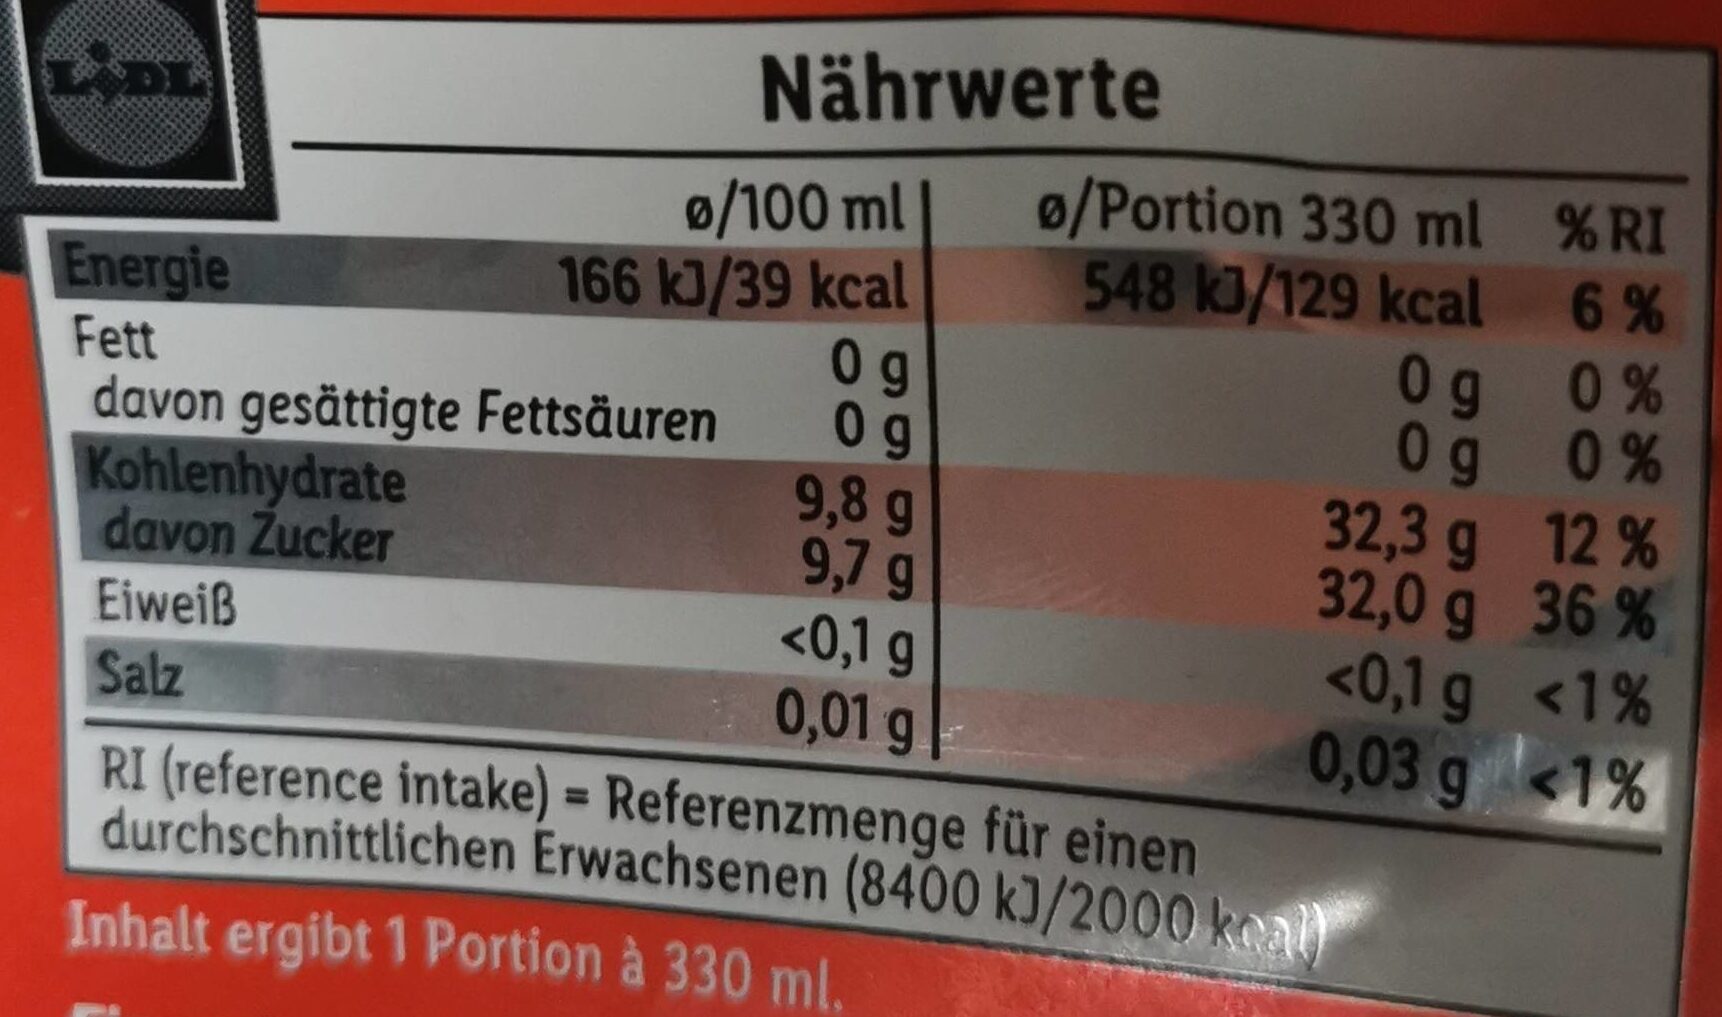 LIDL
Nährwerte
ø/100 ml ø/Portion 330 ml % RI
Energie 166 kJ/39 kcal 548 kJ/129 kcal 6 %
Fett 0 g 0 g 0 %
davon gesättigte Fettsäuren 0 g 0 g 0 %
Kohlenhydrate 9,8 g 32,3 g 12 %
davon Zucker 9,7 g 32,0 g 36 %
Eiweiß <0,1 g <0,1 g <1%
Salz 0,01 g 0,03 g <1%
RI (reference intake) = Referenzmenge für einen
durchschnittlichen Erwachsenen (8400 kJ/2000 kcal)
Inhalt ergibt 1 Portion à 330 ml.